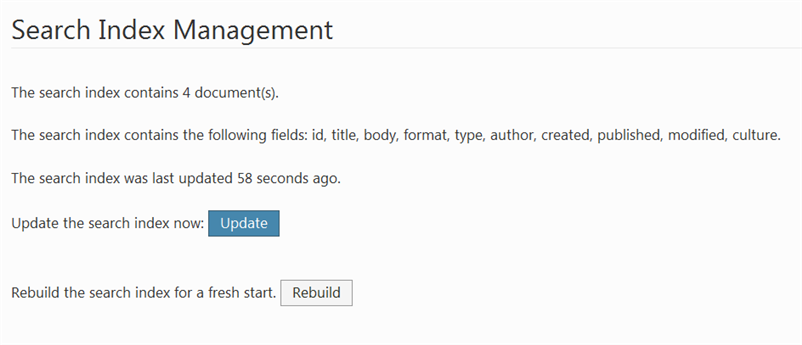 Search Index Management
The search index contains 4 document(s).
The search index contains the following fields: id, title, body, format, type, author, created, published, modified, culture.
The search index was last updated 58 seconds ago.
Update the search index now: Update
Rebuild the search index for a fresh start. Rebuild